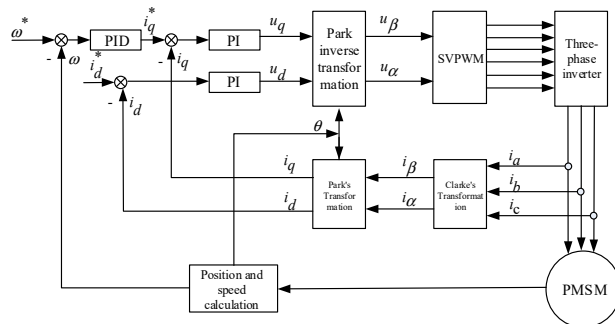 ω*
PID
i*q
PI
uq
Park
inverse
transfor
mation
uβ
SVPWM
Three-
phase
inverter
-
ω
i*d
-
iq
PI
ud
uα
-
id
θ
iq
id
Park's
Transfor
mation
iβ
iα
Clarke's
Transformat
ion
ia
ib
ic
Position and
speed
calculation
PMSM